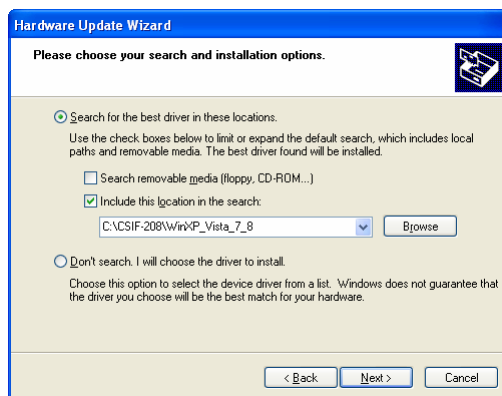 Hardware Update Wizard
Please choose your search and installation options.
Search for the best driver in these locations.
Use the check boxes below to limit or expand the default search, which includes local
paths and removable media. The best driver found will be installed.
Search removable media (floppy, CD-ROM...)
Include this location in the search:
C:\CSIF-208\WinXP_Vista_7_8
Browse
Don't search. I will choose the driver to install.
Choose this option to select the device driver from a list. Windows does not guarantee that
the driver you choose will be the best match for your hardware.
< Back
Next >
Cancel